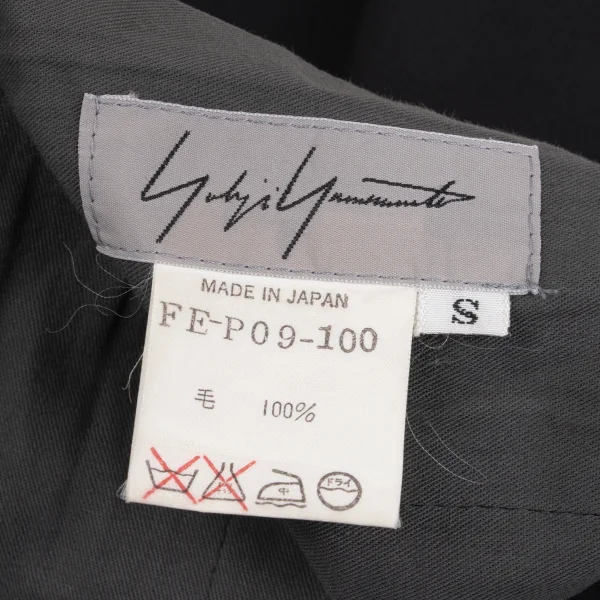 Yohji Yamamoto
S
MADE IN JAPAN
FE-P09-100
毛 100%
中 ドライ